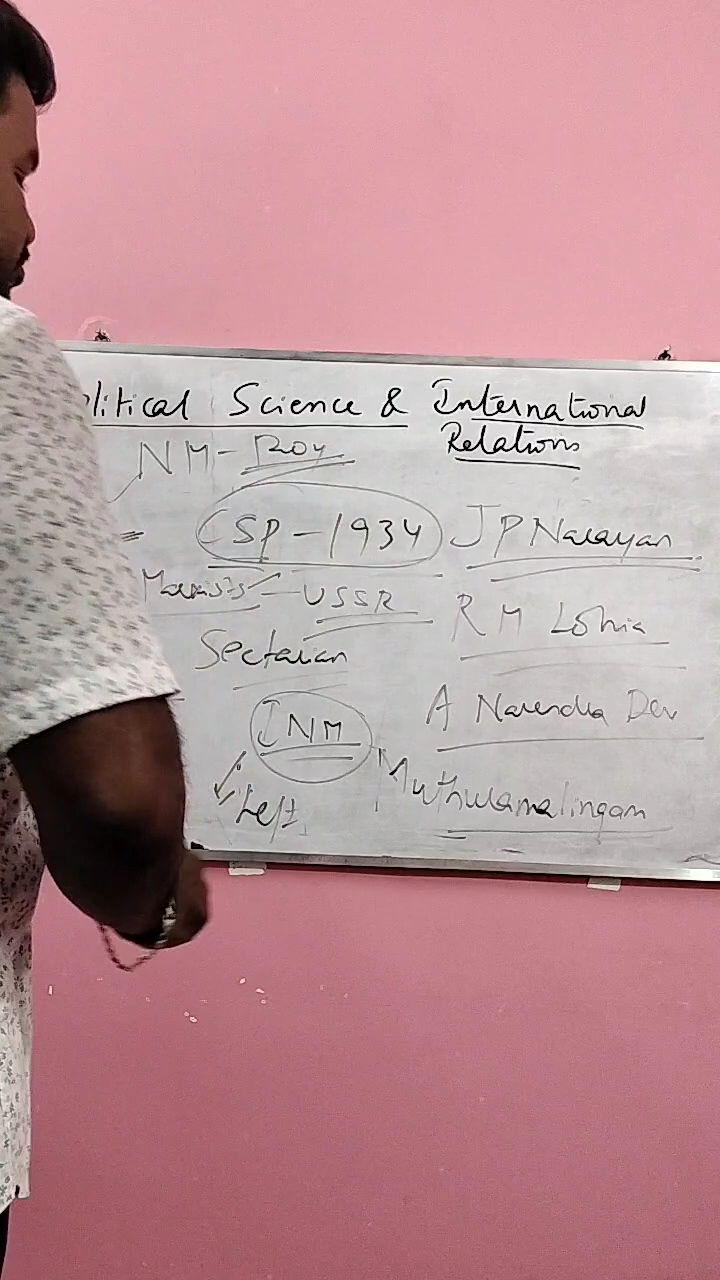 litical Science & International
Relations
NM-Roy
CSP-1934
JP Narayan
Marxists - USSR
R M Lohia
Sectarian
A Narendra Dev
INM
Muthuramalingam
Left